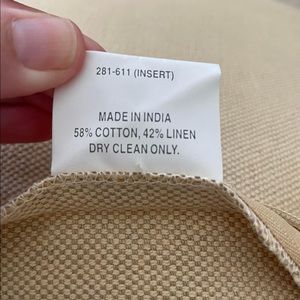 281-611 (INSERT)
MADE IN INDIA
58% COTTON, 42% LINEN
DRY CLEAN ONLY.